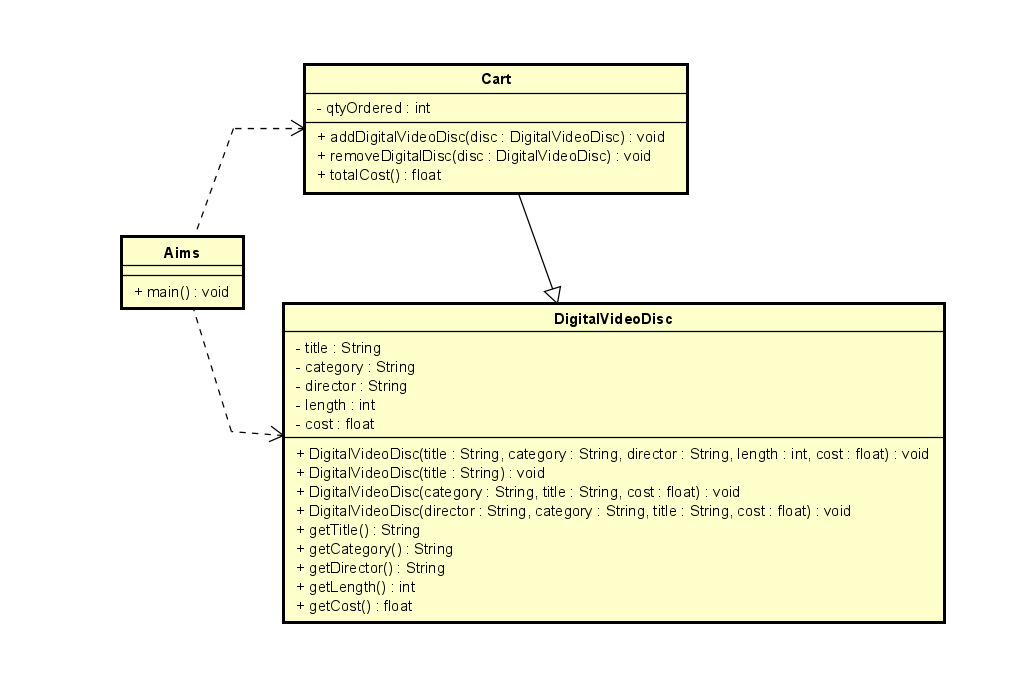 Cart
- qtyOrdered : int
+ addDigitalVideoDisc(disc : DigitalVideoDisc) : void
+ removeDigitalDisc(disc : DigitalVideoDisc) : void
+ totalCost() : float
Aims
+ main() : void
DigitalVideoDisc
- title : String
- category : String
- director : String
- length : int
- cost : float
+ DigitalVideoDisc(title : String, category : String, director : String, length : int, cost : float) : void
+ DigitalVideoDisc(title : String) : void
+ DigitalVideoDisc(category : String, title : String, cost : float) : void
+ DigitalVideoDisc(director : String, category : String, title : String, cost : float) : void
+ getTitle() : String
+ getCategory() : String
+ getDirector() : String
+ getLength() : int
+ getCost() : float